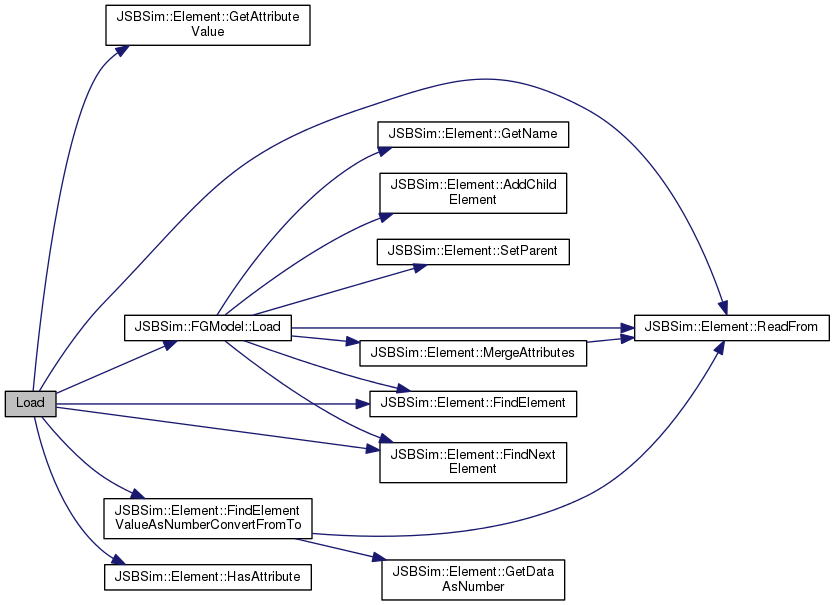 JSBSim::Element::GetAttribute
Value
JSBSim::Element::GetName
JSBSim::Element::AddChild
Element
JSBSim::Element::SetParent
JSBSim::FGModel::Load
JSBSim::Element::ReadFrom
JSBSim::Element::MergeAttributes
Load
JSBSim::Element::FindElement
JSBSim::Element::FindNext
Element
JSBSim::Element::FindElement
ValueAsNumberConvertFromTo
JSBSim::Element::HasAttribute
JSBSim::Element::GetData
AsNumber